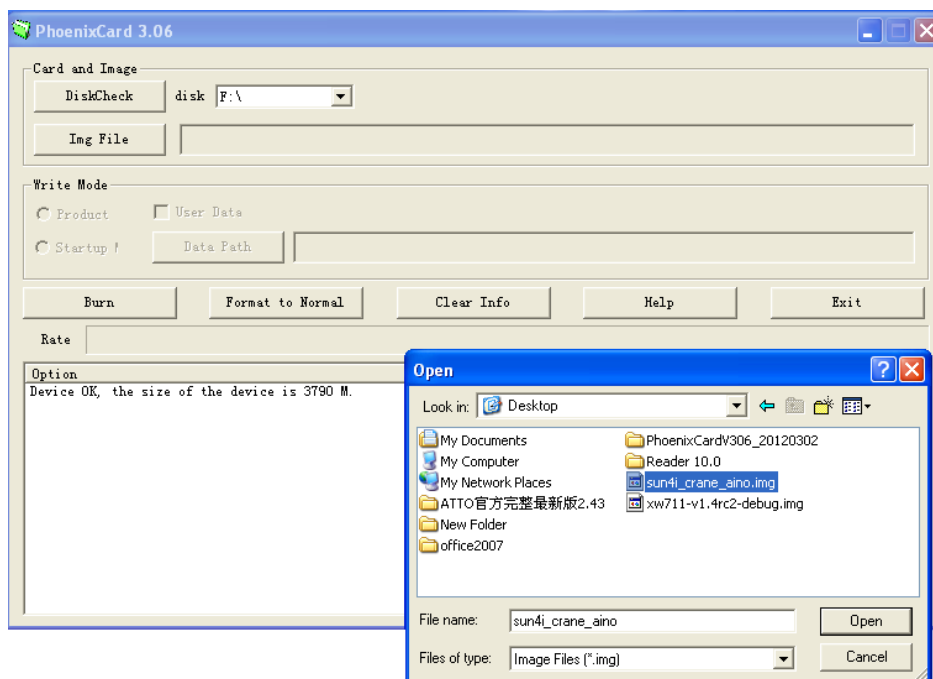 PhoenixCard 3.06
Card and Image
DiskCheck disk F:\
Img File
Write Mode
Product User Data
Startup Data Path
Burn Format to Normal Clear Info Help Exit
Rate
Option
Device OK, the size of the device is 3790 M.
Open
Look in: Desktop
My Documents PhoenixCardV306_20120302
My Computer Reader 10.0
My Network Places sun4i_crane_aino.img
ATTO官方完整最新版2.43 xw711-v1.4rc2-debug.img
New Folder
office2007
File name: sun4i_crane_aino Open
Files of type: Image Files (*.img) Cancel